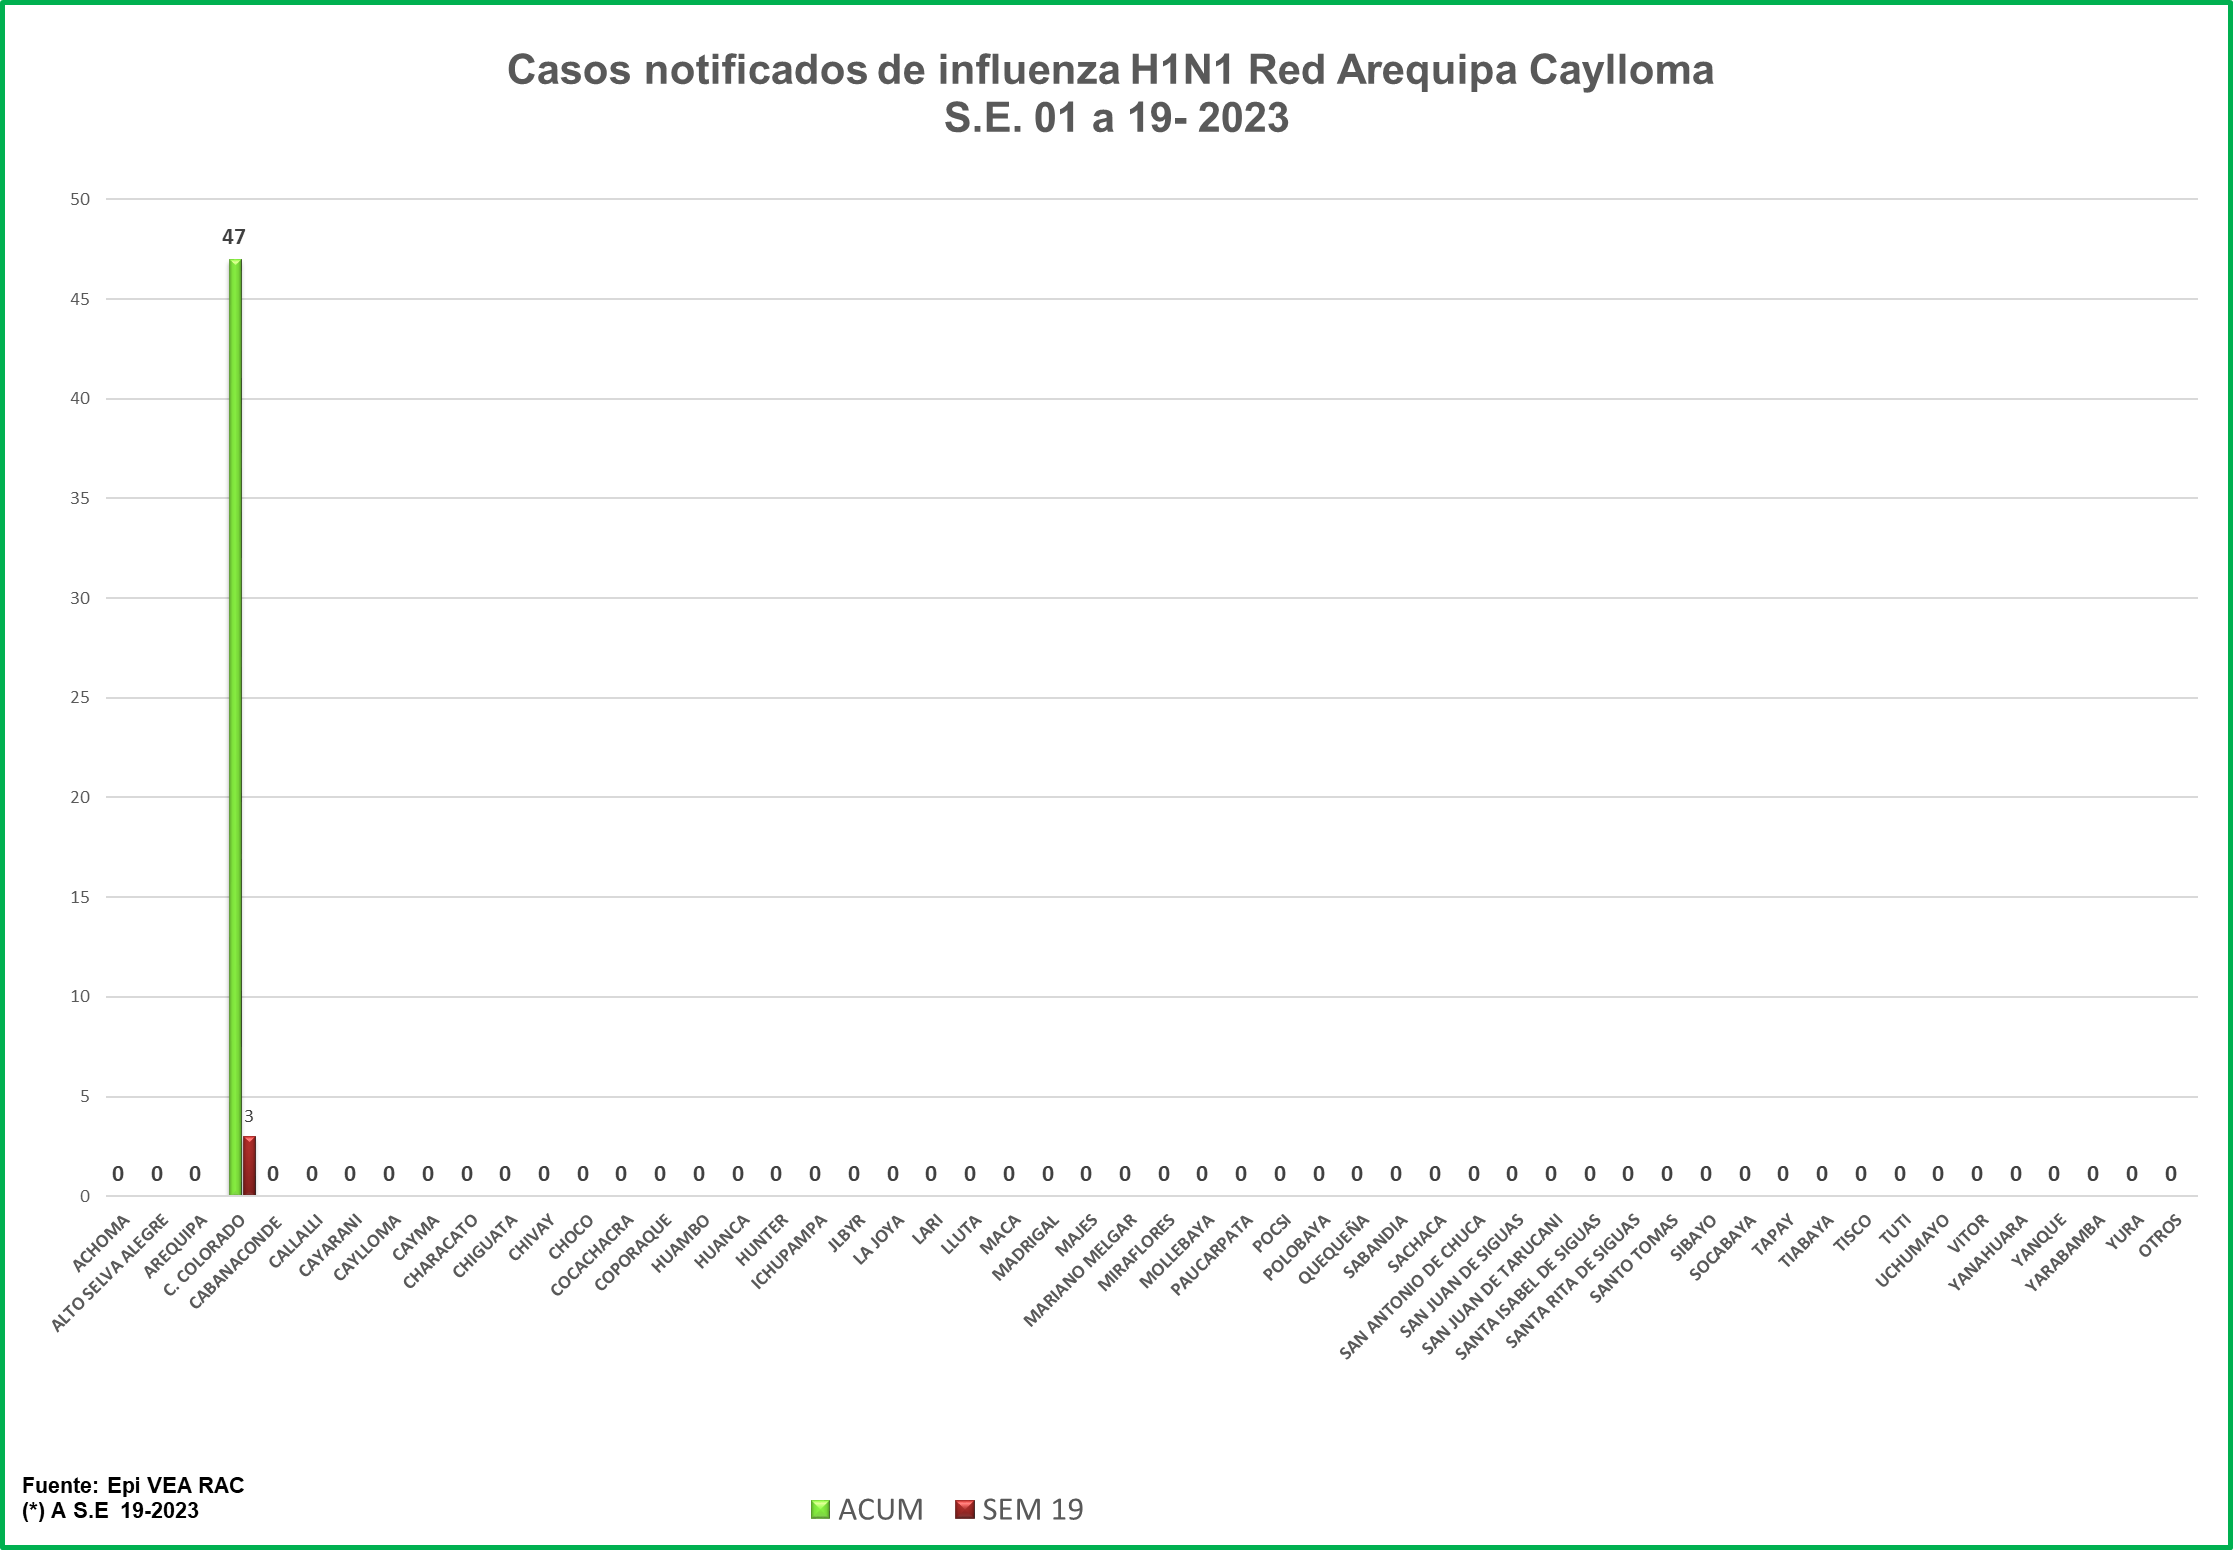 Casos notificados de influenza H1N1 Red Arequipa Caylloma
S.E. 01 a 19- 2023
50
47
45
40
35
30
25
20
15
10
5
3
0 0 0 0 0 0 0 0 0 0 0 0 0 0 0 0 0 0 0 0 0 0 0 0 0 0 0 0 0 0 0 0 0 0 0 0 0 0 0 0 0 0 0 0 0 0 0 0 0 0 0 0 0
0
ACHOMA
ALTO SELVA ALEGRE
AREQUIPA
C. COLORADO
CABANACONDE
CALLALLI
CAYARANI
CAYLLOMA
CAYMA
CHARACATO
CHIGUATA
CHIVAY
CHOCO
COCACHACRA
COPORAQUE
HUAMBO
HUANCA
HUNTER
ICHUPAMPA
JLBYR
LA JOYA
LARI
LLUTA
MACA
MADRIGAL
MAJES
MARIANO MELGAR
MIRAFLORES
MOLLEBAYA
PAUCARPATA
POCSI
POLOBAYA
QUEQUEÑA
SABANDIA
SACHACA
SAN ANTONIO DE CHUCA
SAN JUAN DE SIGUAS
SAN JUAN DE TARUCANI
SANTA ISABEL DE SIGUAS
SANTA RITA DE SIGUAS
SANTO TOMAS
SIBAYO
SOCABAYA
TAPAY
TIABAYA
TISCO
TUTI
UCHUMAYO
VITOR
YANAHUARA
YANQUE
YARABAMBA
YURA
OTROS
Fuente: Epi VEA RAC
(*) A S.E 19-2023
ACUM SEM 19